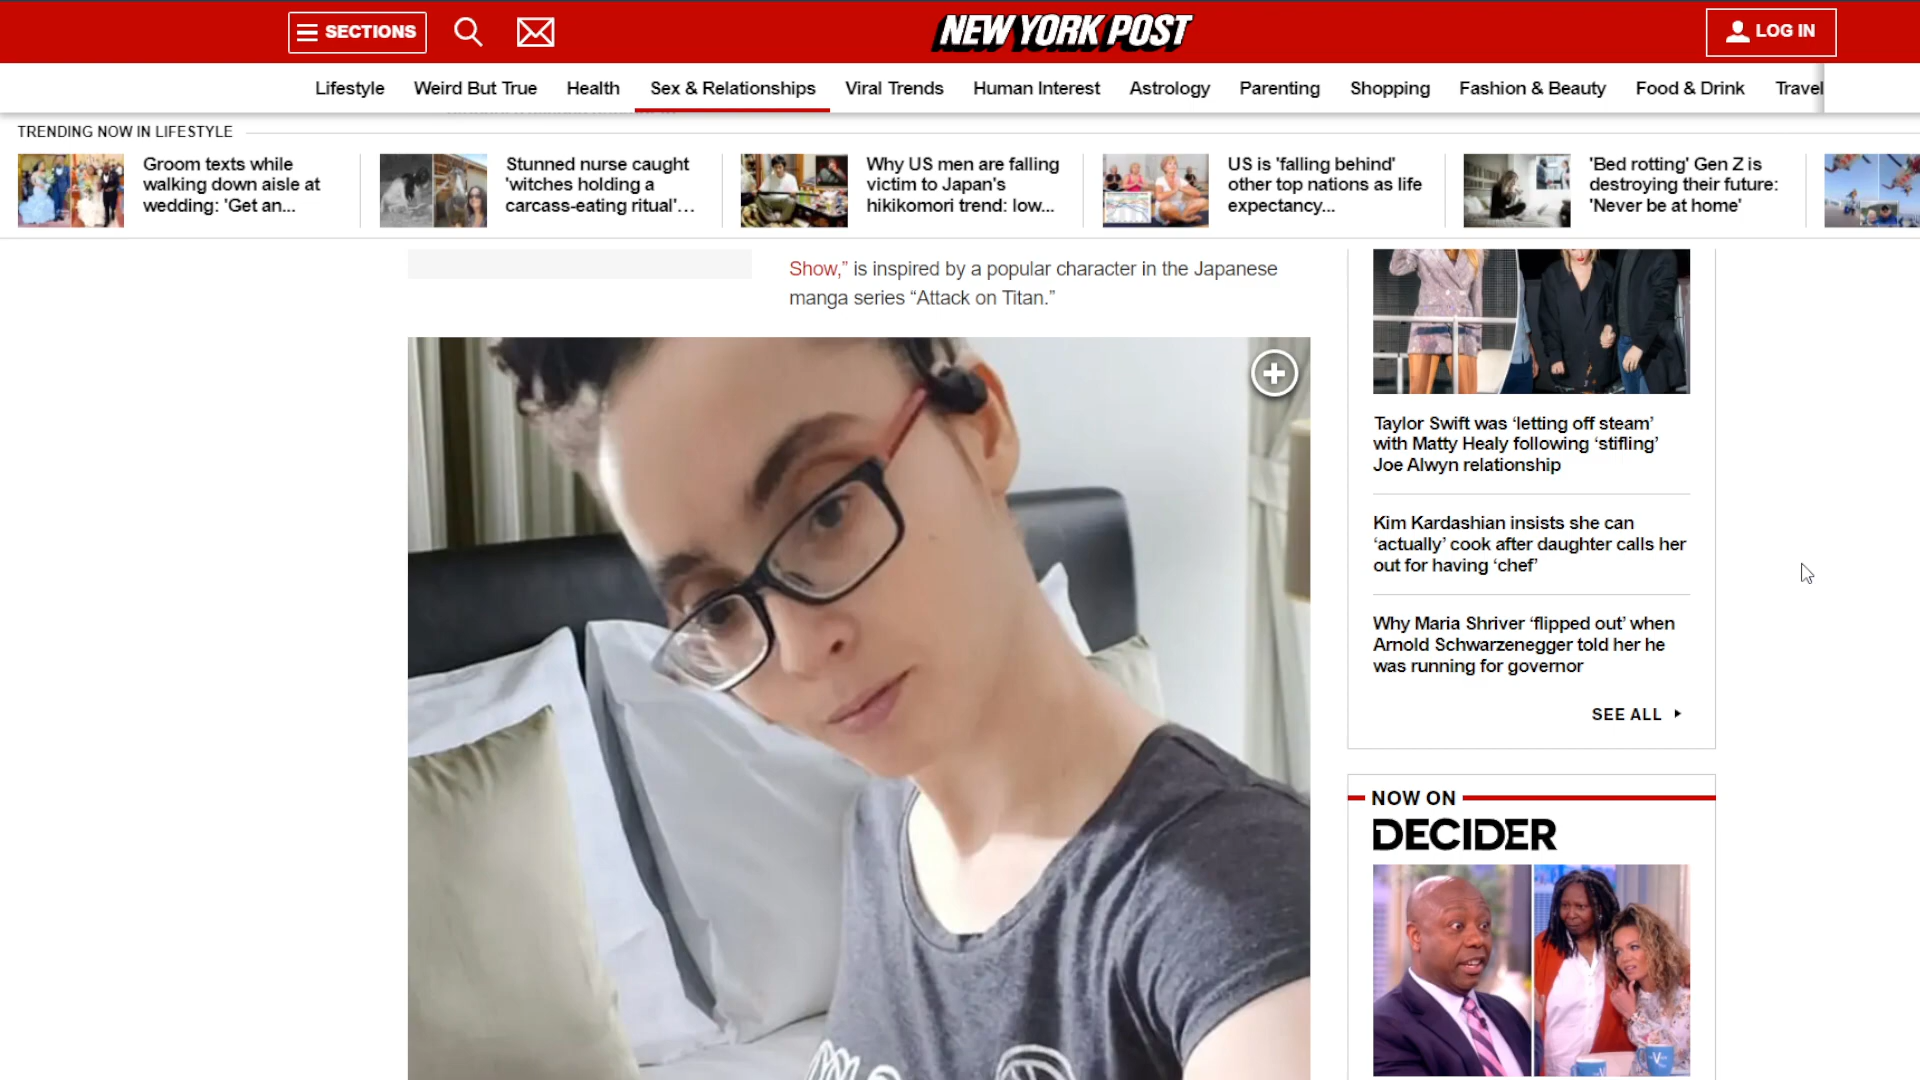 SECTIONS
NEW YORK POST
LOG IN
Lifestyle
Weird But True
Health
Sex & Relationships
Viral Trends
Human Interest
Astrology
Parenting
Shopping
Fashion & Beauty
Food & Drink
Travel
TRENDING NOW IN LIFESTYLE
Groom texts while
walking down aisle at
wedding: 'Get an...
Stunned nurse caught
'witches holding a
carcass-eating ritual'...
Why US men are falling
victim to Japan's
hikikomori trend: low...
US is 'falling behind'
other top nations as life
expectancy...
'Bed rotting' Gen Z is
destroying their future:
'Never be at home'
Show,” is inspired by a popular character in the Japanese
manga series “Attack on Titan.”
Taylor Swift was ‘letting off steam’
with Matty Healy following ‘stifling’
Joe Alwyn relationship
Kim Kardashian insists she can
‘actually’ cook after daughter calls her
out for having ‘chef’
Why Maria Shriver ‘flipped out’ when
Arnold Schwarzenegger told her he
was running for governor
SEE ALL
NOW ON
DECIDER